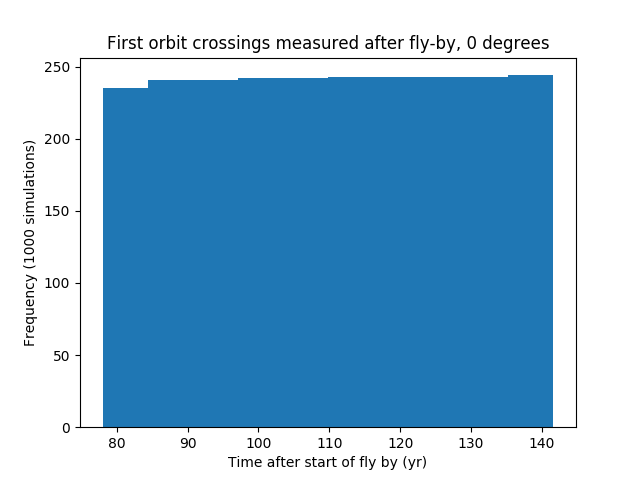 First orbit crossings measured after fly-by, 0 degrees
Frequency (1000 simulations)
250
200
150
100
50
0
80 90 100 110 120 130 140
Time after start of fly by (yr)